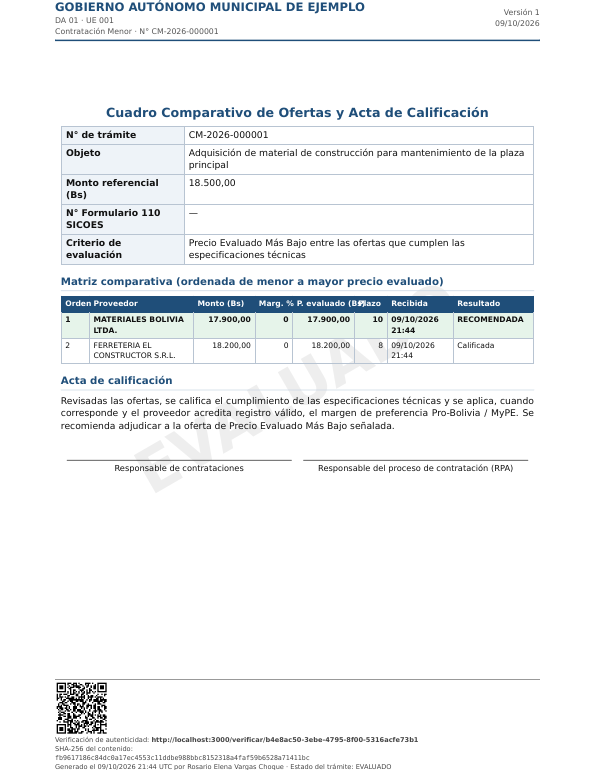 GOBIERNO AUTÓNOMO MUNICIPAL DE EJEMPLO
DA 01 · UE 001
Contratación Menor · N° CM-2026-000001
Versión 1
09/10/2026
Cuadro Comparativo de Ofertas y Acta de Calificación
N° de trámite CM-2026-000001
Objeto Adquisición de material de construcción para mantenimiento de la plaza
principal
Monto referencial 18.500,00
(Bs)
N° Formulario 110 —
SICOES
Criterio de Precio Evaluado Más Bajo entre las ofertas que cumplen las
evaluación especificaciones técnicas
Matriz comparativa (ordenada de menor a mayor precio evaluado)
Orden Proveedor Monto (Bs) Marg. % P. evaluado (Bs) Plazo Recibida Resultado
1 MATERIALES BOLIVIA 17.900,00 0 17.900,00 10 09/10/2026 RECOMENDADA
LTDA. 21:44
2 FERRETERIA EL 18.200,00 0 18.200,00 8 09/10/2026 Calificada
CONSTRUCTOR S.R.L. 21:44
EVALUADO
Acta de calificación
Revisadas las ofertas, se califica el cumplimiento de las especificaciones técnicas y se aplica, cuando
corresponde y el proveedor acredita registro válido, el margen de preferencia Pro-Bolivia / MyPE. Se
recomienda adjudicar a la oferta de Precio Evaluado Más Bajo señalada.
Responsable de contrataciones Responsable del proceso de contratación (RPA)
Verificación de autenticidad: http://localhost:3000/verificar/b4e8ac50-3ebe-4795-8f00-5316acfe73b1
SHA-256 del contenido:
fb9617186c84dc0a17ec4553c11ddbe988bbc8152318a4faf59b6528a71411bc
Generado el 09/10/2026 21:44 UTC por Rosario Elena Vargas Choque · Estado del trámite: EVALUADO